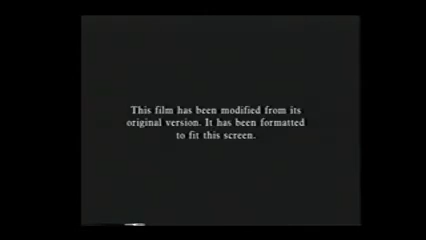 This film has been modified from its
original version. It has been formatted
to fit this screen.